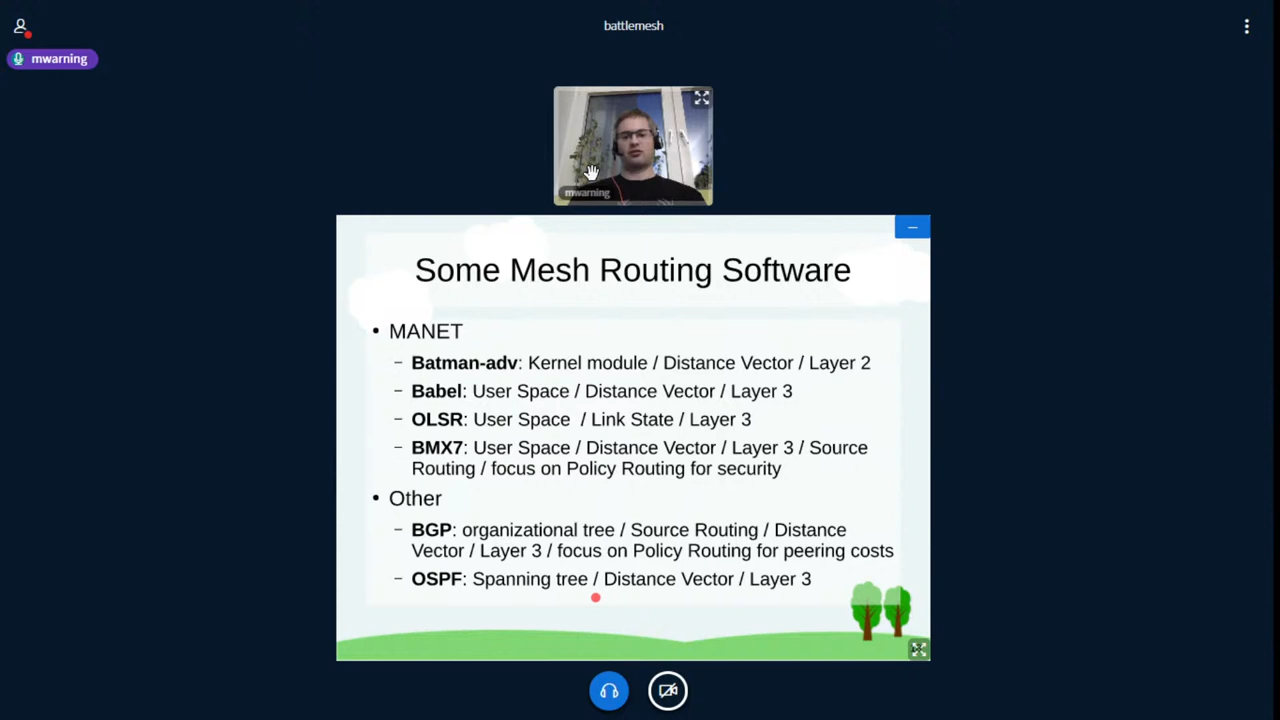 battlemesh
mwarning
mwarning
Some Mesh Routing Software
• MANET
– Batman-adv: Kernel module / Distance Vector / Layer 2
– Babel: User Space / Distance Vector / Layer 3
– OLSR: User Space / Link State / Layer 3
– BMX7: User Space / Distance Vector / Layer 3 / Source
Routing / focus on Policy Routing for security
• Other
– BGP: organizational tree / Source Routing / Distance
Vector / Layer 3 / focus on Policy Routing for peering costs
– OSPF: Spanning tree / Distance Vector / Layer 3